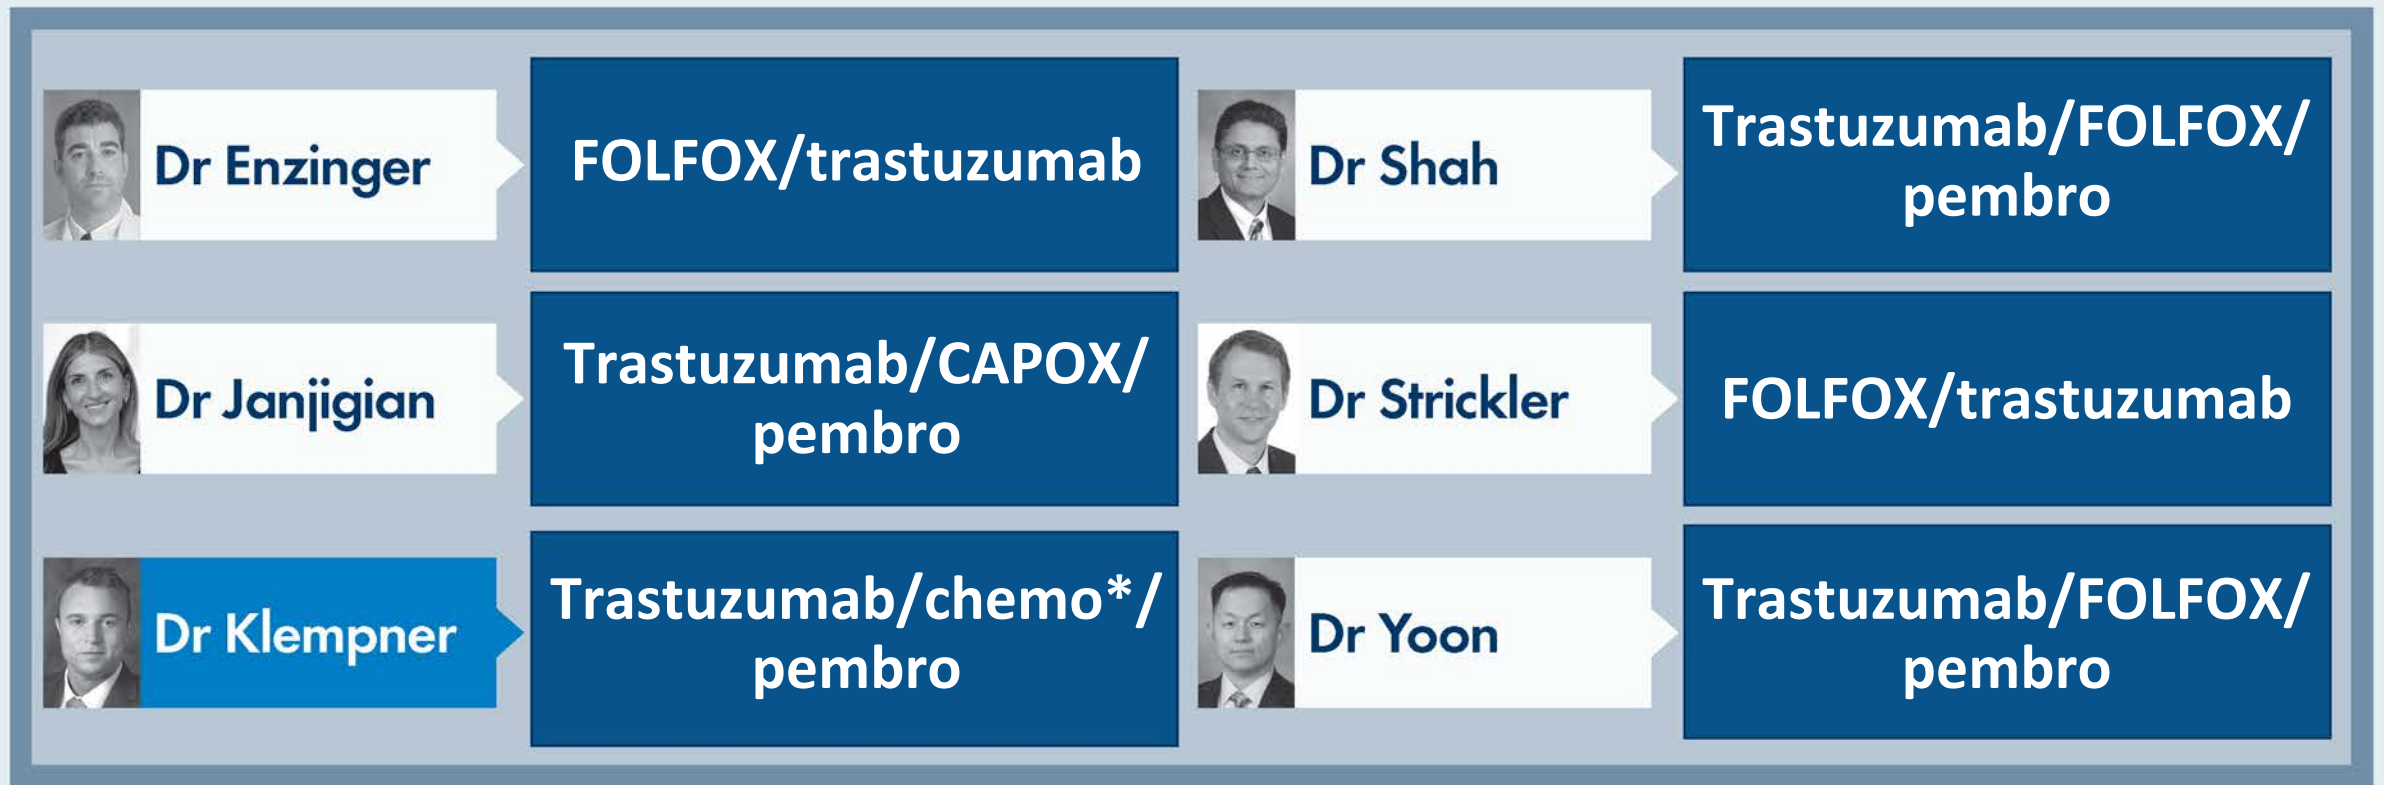 Dr Enzinger
FOLFOX/trastuzumab
Dr Shah
Trastuzumab/FOLFOX/
pembro
Dr Janjigian
Trastuzumab/CAPOX/
pembro
Dr Strickler
FOLFOX/trastuzumab
Dr Klempner
Trastuzumab/chemo*/
pembro
Dr Yoon
Trastuzumab/FOLFOX/
pembro